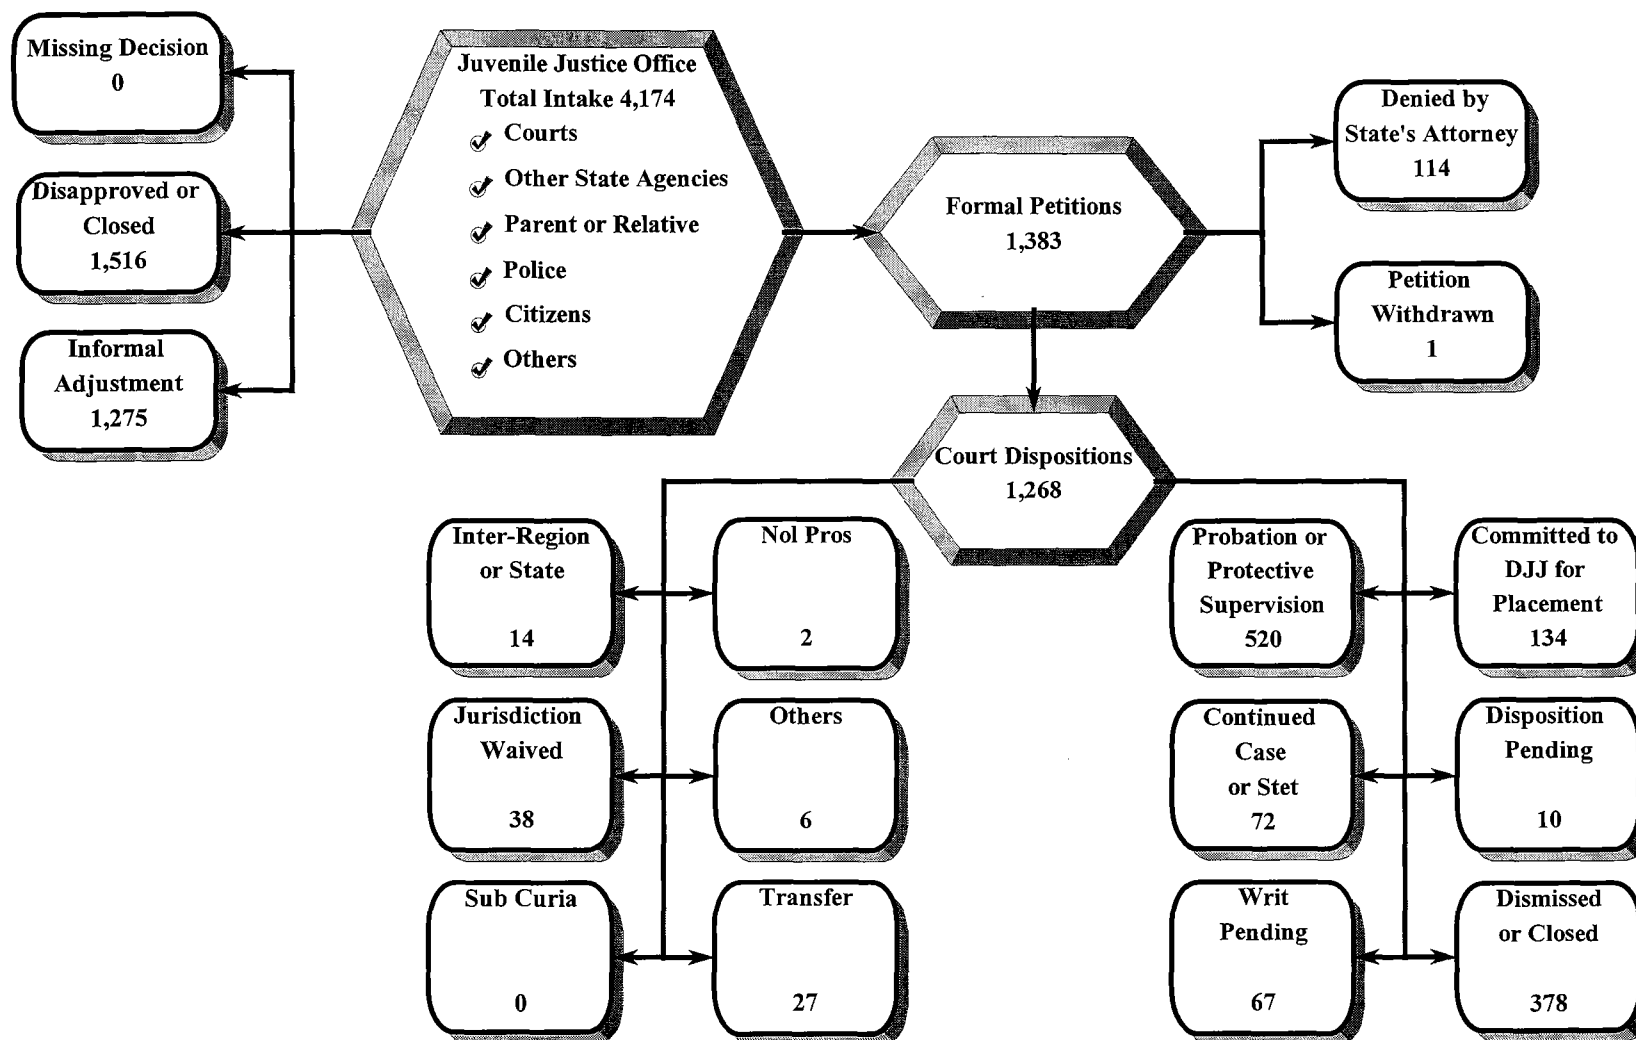 Missing Decision
0
Disapproved or
Closed
1,516
Informal
Adjustment
1,275
Juvenile Justice Office
Total Intake 4,174
Courts
Other State Agencies
Parent or Relative
Police
Citizens
Others
Formal Petitions
1,383
Denied by
State's Attorney
114
Petition
Withdrawn
1
Court Dispositions
1,268
Inter-Region
or State
14
Nol Pros
2
Jurisdiction
Waived
38
Others
6
Sub Curia
0
Transfer
27
Probation or
Protective
Supervision
520
Committed to
DJJ for
Placement
134
Continued
Case
or Stet
72
Disposition
Pending
10
Writ
Pending
67
Dismissed
or Closed
378